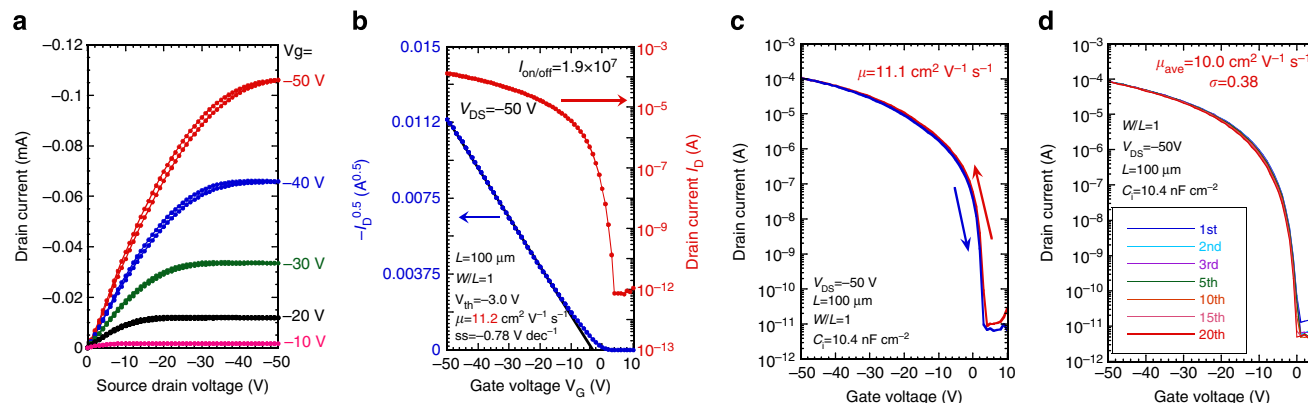 a
Vg=
–0.12
–0.1
–0.08
–0.06
–0.04
–0.02
0
Drain current (mA)
–50 V
–40 V
–30 V
–20 V
–10 V
0
–10
–20
–30
–40
–50
Source drain voltage (V)
b
0.015
0.0112
0.0075
0.00375
0
–I_D^0.5 (A^0.5)
I_on/off=1.9×10^7
V_DS=–50 V
L=100 μm
W/L=1
V_th=–3.0 V
μ=11.2 cm² V⁻¹ s⁻¹
ss=–0.78 V dec⁻¹
10⁻³
10⁻⁵
10⁻⁷
10⁻⁹
10⁻¹¹
10⁻¹²
10⁻¹³
Drain current I_D (A)
–50
–40
–30
–20
–10
0
10
Gate voltage V_G (V)
c
10⁻³
10⁻⁴
10⁻⁵
10⁻⁶
10⁻⁷
10⁻⁸
10⁻⁹
10⁻¹⁰
10⁻¹¹
10⁻¹²
Drain current (A)
μ=11.1 cm² V⁻¹ s⁻¹
V_DS=–50 V
L=100 μm
W/L=1
C_i=10.4 nF cm⁻²
–50
–40
–30
–20
–10
0
10
Gate voltage (V)
d
10⁻³
10⁻⁴
10⁻⁵
10⁻⁶
10⁻⁷
10⁻⁸
10⁻⁹
10⁻¹⁰
10⁻¹¹
10⁻¹²
Drain current (A)
μ_ave=10.0 cm² V⁻¹ s⁻
σ=0.38
W/L=1
V_DS=–50V
L=100 μm
C_i=10.4 nF cm⁻²
1st
2nd
3rd
5th
10th
15th
20th
–50
–40
–30
–20
–10
0
Gate voltage (V)